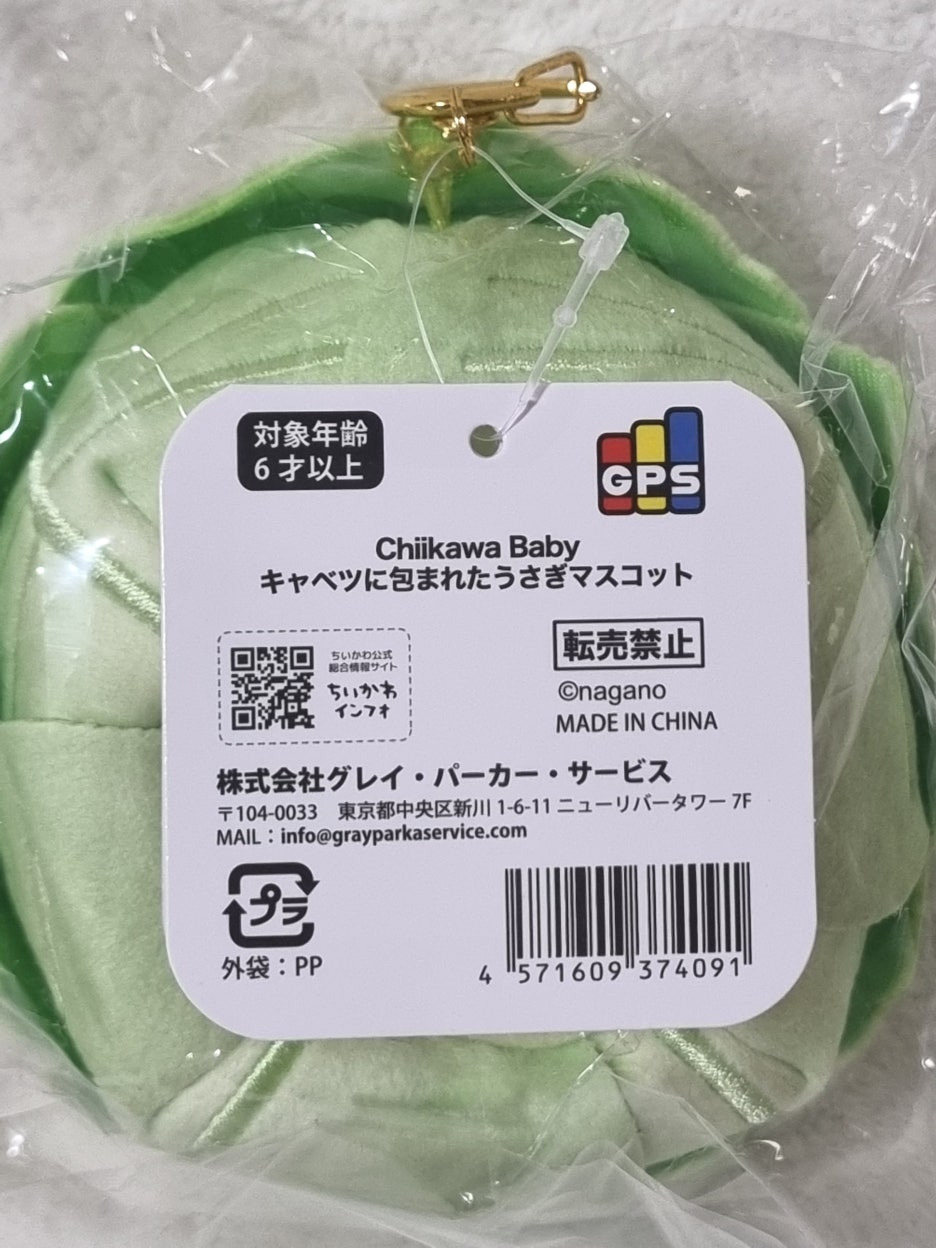 対象年齢
6才以上
GPS
Chiikawa Baby
キャベツに包まれたうさぎマスコット
ちいかわ公式
総合情報サイト
ちいかわ
インフォ
転売禁止
©nagano
MADE IN CHINA
株式会社グレイ・パーカー・サービス
〒104-0033 東京都中央区新川 1-6-11 ニューリバータワー 7F
MAIL：info@grayparkaservice.com
プラ
外袋：PP
4 571609 374091